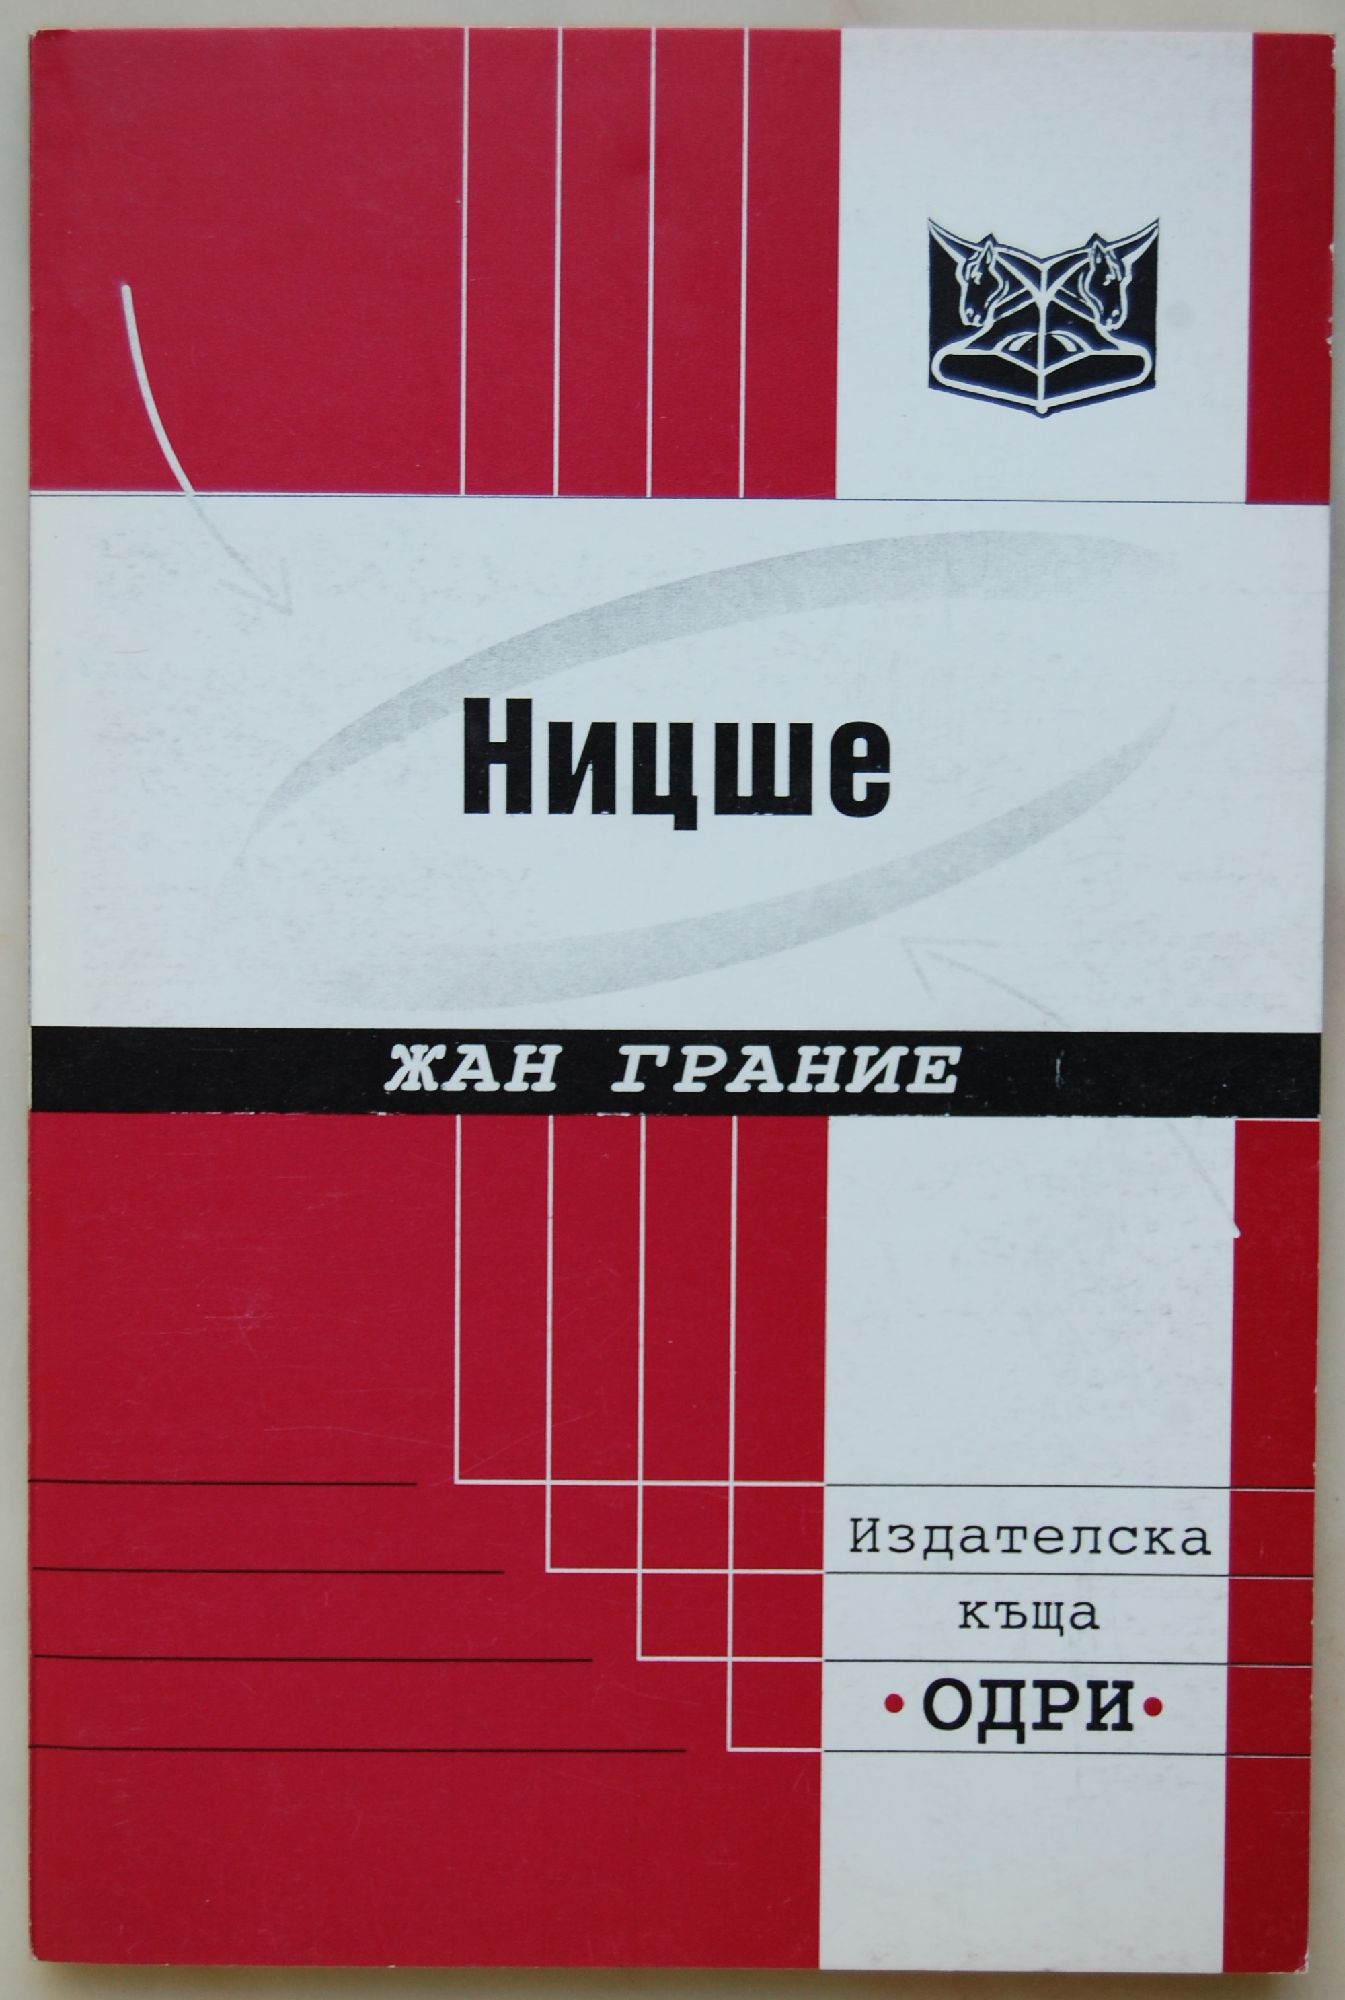 Ницше
ЖАН ГРАНИЕ
Издателска
къща
•ОДРИ•